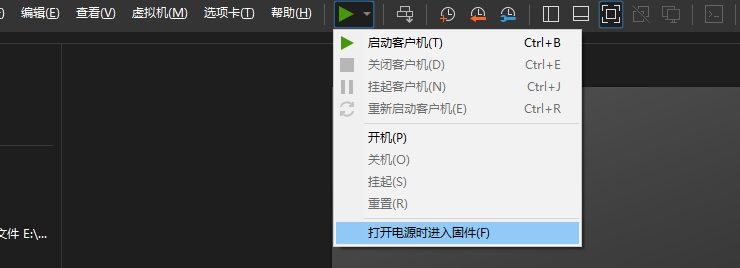 编辑(E) 查看(V) 虚拟机(M) 选项卡(T) 帮助(H)
启动客户机(T) Ctrl+B
关闭客户机(D) Ctrl+E
挂起客户机(N) Ctrl+J
重新启动客户机(E) Ctrl+R
开机(P)
关机(O)
挂起(S)
重置(R)
文件 E:\...
打开电源时进入固件(F)